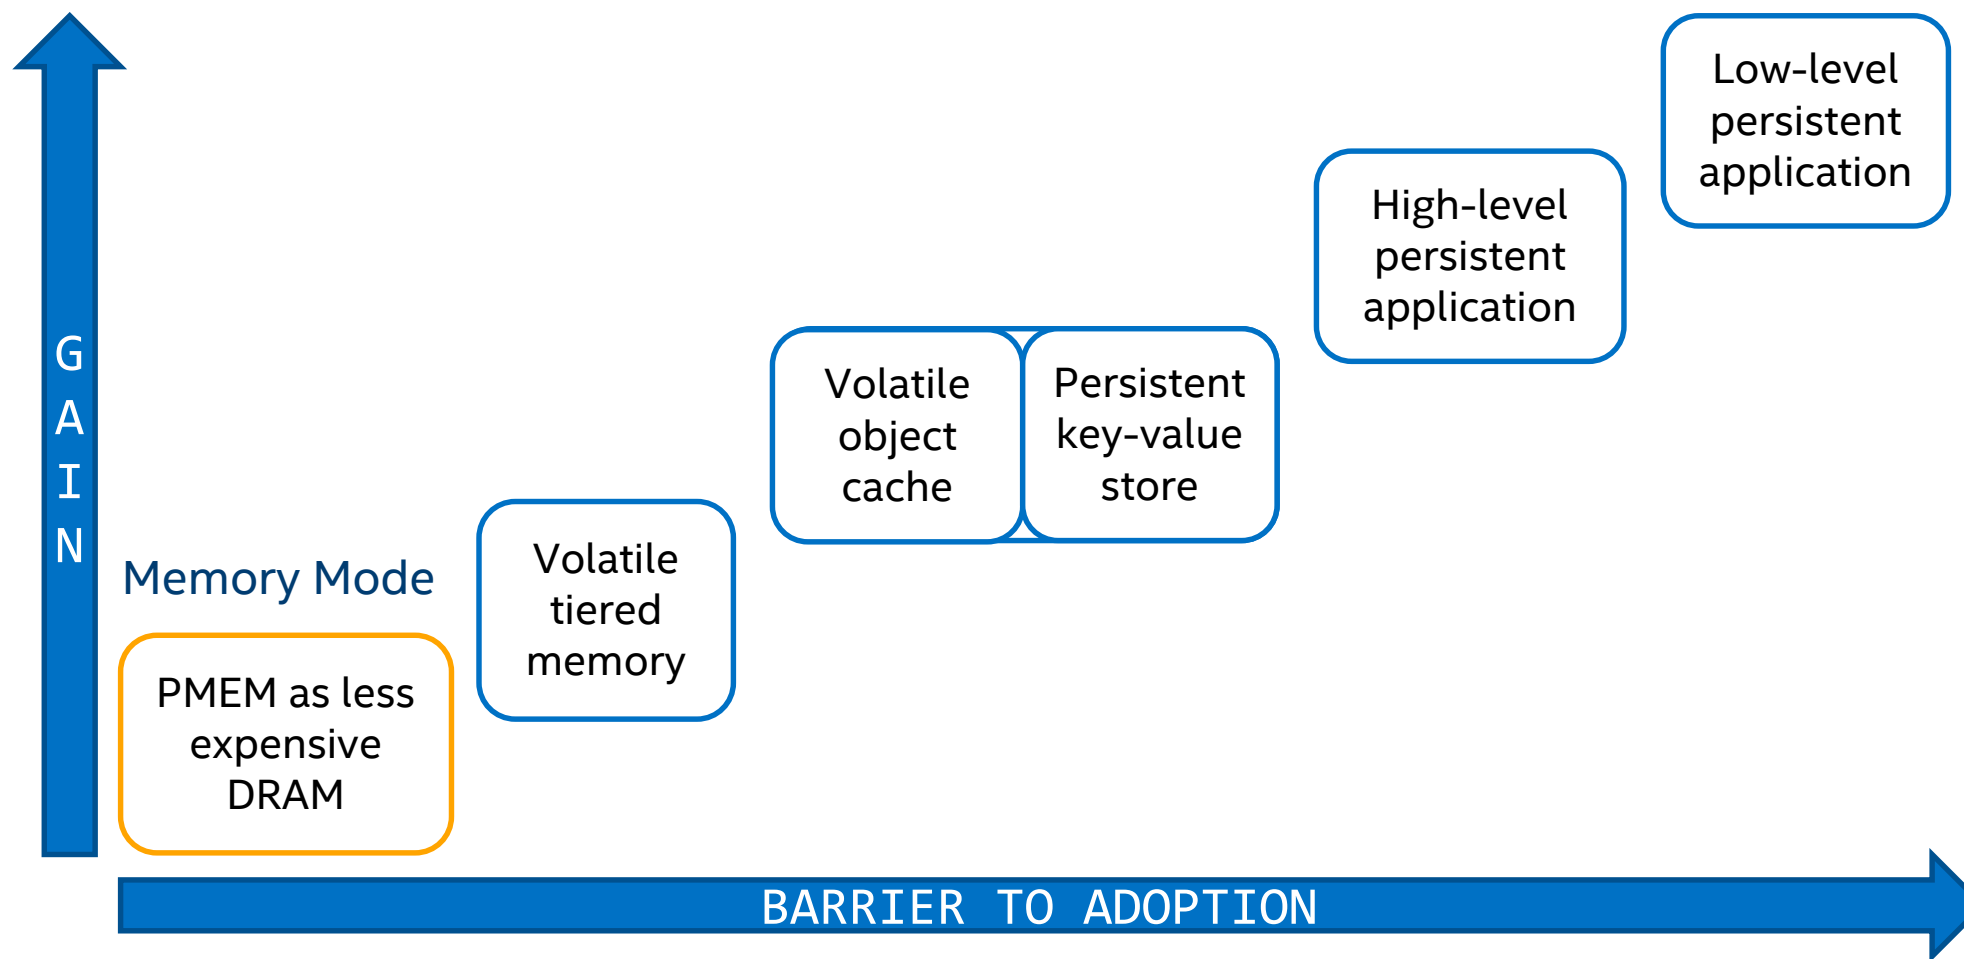 Low-level
persistent
application
High-level
persistent
application
Volatile
object
cache
Persistent
key-value
store
Volatile
tiered
memory
Memory Mode
PMEM as less
expensive
DRAM
G
A
I
N
BARRIER TO ADOPTION